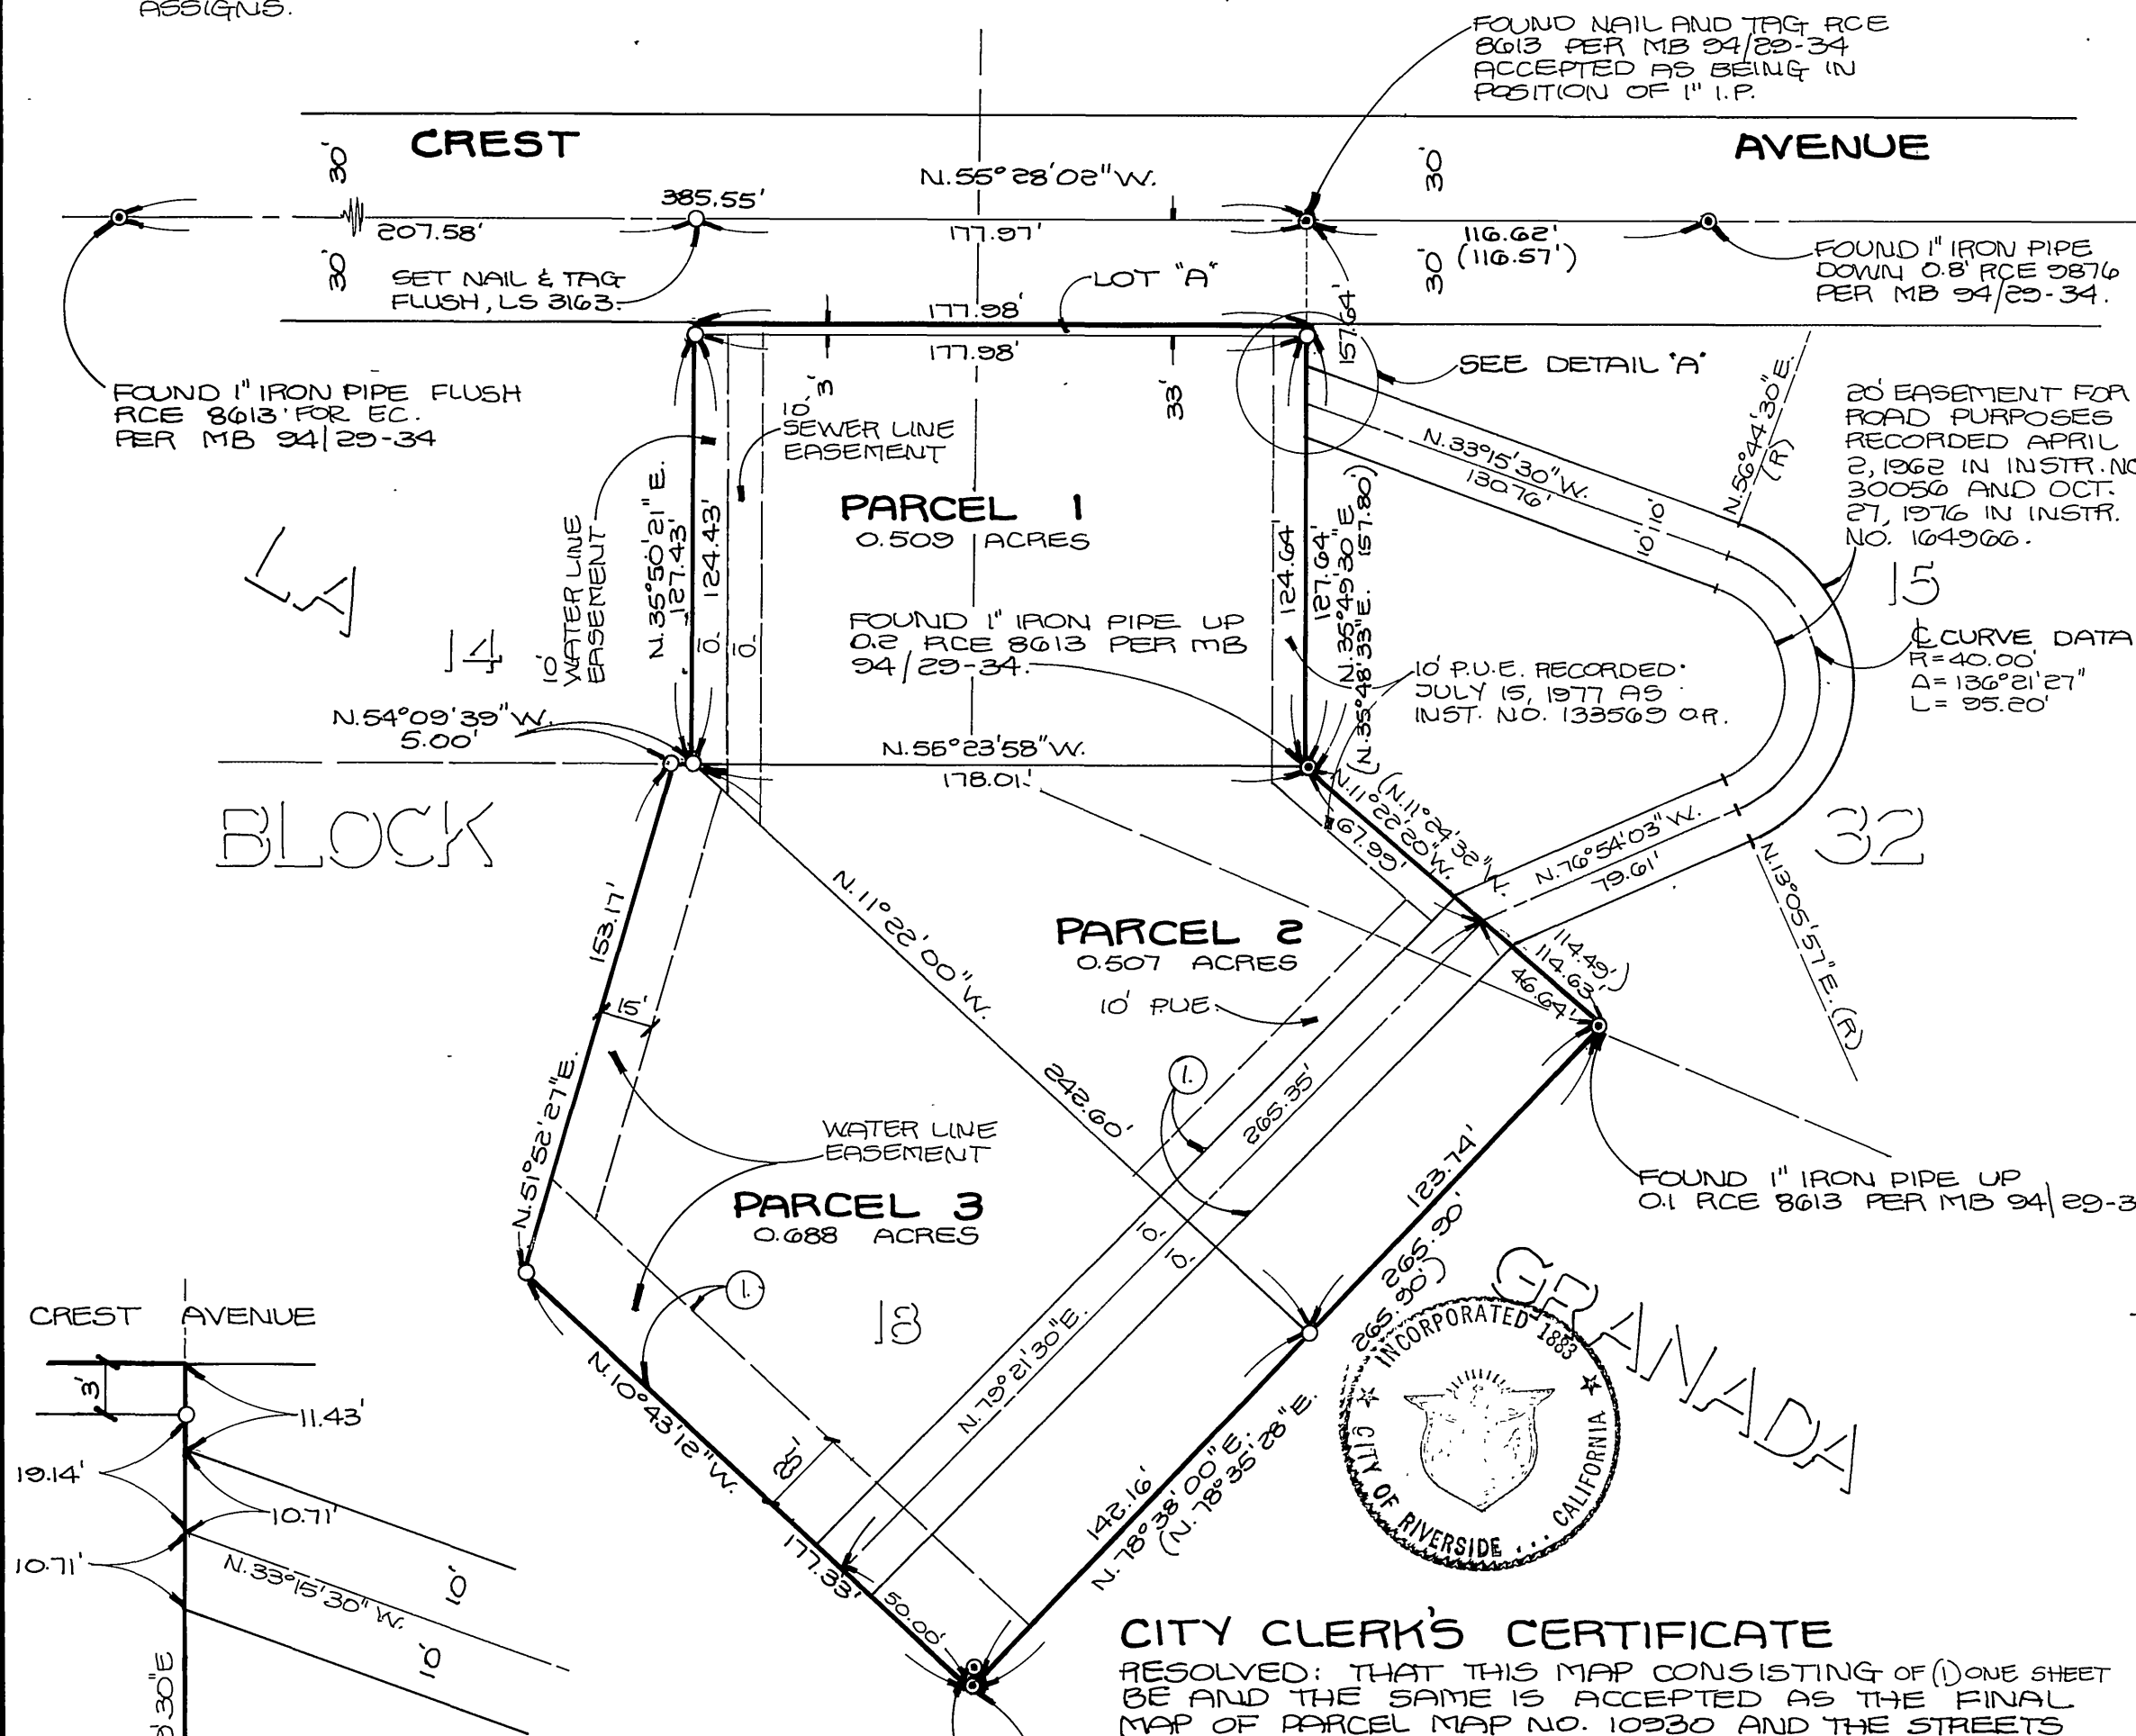 ASSIGNS.
FOUND NAIL AND TAG RCE
8613 PER MB 94/29-34
ACCEPTED AS BEING IN
POSITION OF 1" I.P.
CREST
AVENUE
30'
30'
N.55°28'02"W.
385.55'
207.58'
177.97'
116.62'
(116.57')
30'
30'
SET NAIL & TAG
FLUSH, LS 3163.
LOT "A"
FOUND 1" IRON PIPE
DOWN 0.8' RCE 9876
PER MB 94/29-34.
177.98'
177.98'
157.64'
3'
33'
SEE DETAIL "A"
FOUND 1" IRON PIPE FLUSH
RCE 8613 FOR EC.
PER MB 94/29-34
10'
SEWER LINE
EASEMENT
N.33°15'30"W.
130.76'
N.56°44'30"E.
(R)
20' EASEMENT FOR
ROAD PURPOSES
RECORDED APRIL
2, 1962 IN INSTR. NO
30056 AND OCT.
27, 1976 IN INSTR.
NO. 164966.
PARCEL 1
0.509 ACRES
10'
WATER LINE
EASEMENT
N.35°50'21"E.
127.43'
124.43'
10'
10'
124.64'
127.64'
N.35°49'30"E.
(N.35°48'33"E. 157.80')
10' 10'
LA
14
15
FOUND 1" IRON PIPE UP
0.2 RCE 8613 PER MB
94/29-34.
10' P.U.E. RECORDED
JULY 15, 1977 AS
INST. NO. 133569 O.R.
℄ CURVE DATA
R=40.00'
Δ=136°21'27"
L= 95.20'
N.54°09'39"W.
5.00'
N.55°23'58"W.
178.01'
BLOCK
32
(N.11°24'32"W.
N.11°22'20"W.
67.99'
N.76°54'03"W.
79.61'
N.13°05'57"E. (R)
114.49')
114.63'
46.64'
153.17'
15'
N.51°52'27"E.
N.11°22'00"W.
242.60'
PARCEL 2
0.507 ACRES
10' P.U.E.
1.
265.35'
123.74'
265.90'
265.90')
WATER LINE
EASEMENT
PARCEL 3
0.688 ACRES
1.
18
10'
10'
FOUND 1" IRON PIPE UP
0.1 RCE 8613 PER MB 94/29-3
GRANADA
N.79°21'30"E.
N.10°43'12"W.
25'
177.33'
50.00'
142.16'
N.78°38'00"E.
(N.78°35'28"E.
INCORPORATED 1883
CITY OF RIVERSIDE . . . CALIFORNIA
CREST AVENUE
3'
11.43'
19.14'
10.71'
10.71'
N.33°15'30"W.
10'
10'
30"E
CITY CLERK'S CERTIFICATE
RESOLVED: THAT THIS MAP CONSISTING OF (1) ONE SHEET
BE AND THE SAME IS ACCEPTED AS THE FINAL
MAP OF PARCEL MAP NO. 10930 AND THE STREETS